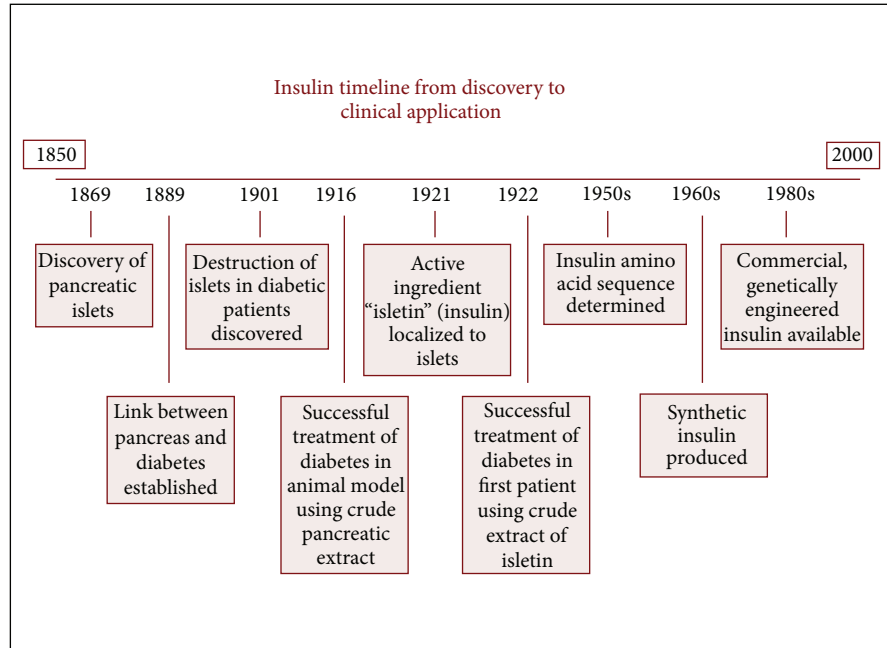 Insulin timeline from discovery to
clinical application
1850
2000
1869
1889
1901
1916
1921
1922
1950s
1960s
1980s
Discovery of
pancreatic
islets
Destruction of
islets in diabetic
patients
discovered
Active
ingredient
“isletin” (insulin)
localized to
islets
Insulin amino
acid sequence
determined
Commercial,
genetically
engineered
insulin available
Link between
pancreas and
diabetes
established
Successful
treatment of
diabetes in
animal model
using crude
pancreatic
extract
Successful
treatment of
diabetes in
first patient
using crude
extract of
isletin
Synthetic
insulin
produced